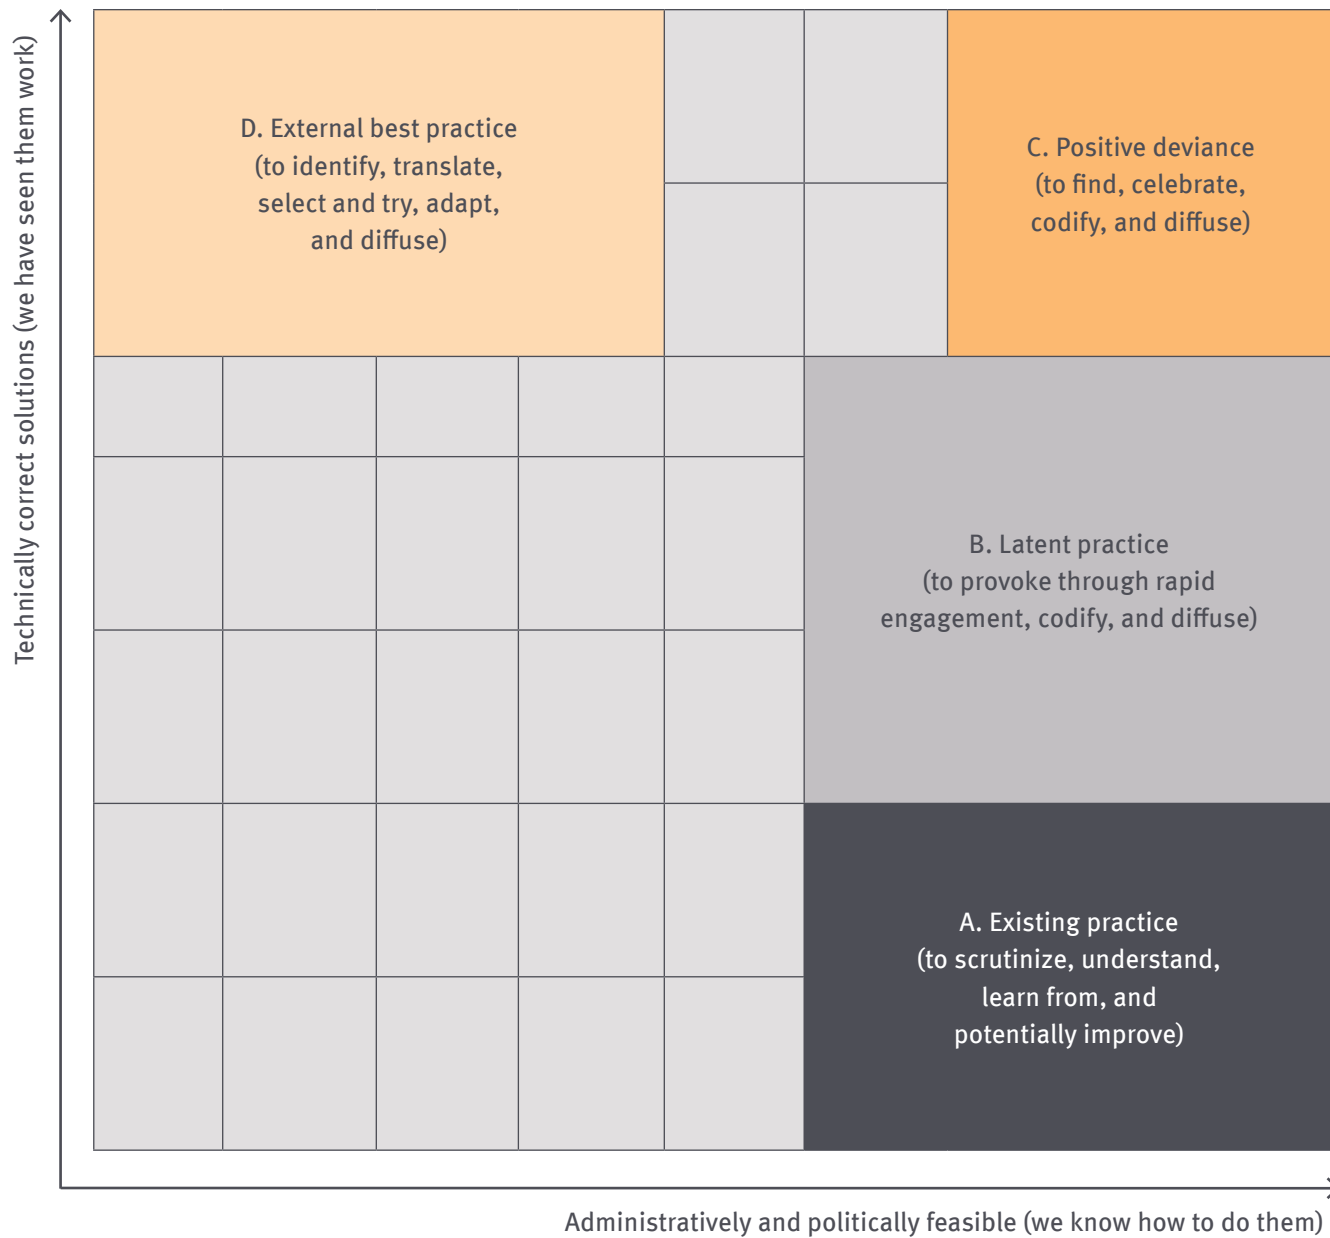 Technically correct solutions (we have seen them work)
D. External best practice
(to identify, translate,
select and try, adapt,
and diffuse)
C. Positive deviance
(to find, celebrate,
codify, and diffuse)
B. Latent practice
(to provoke through rapid
engagement, codify, and diffuse)
A. Existing practice
(to scrutinize, understand,
learn from, and
potentially improve)
Administratively and politically feasible (we know how to do them)